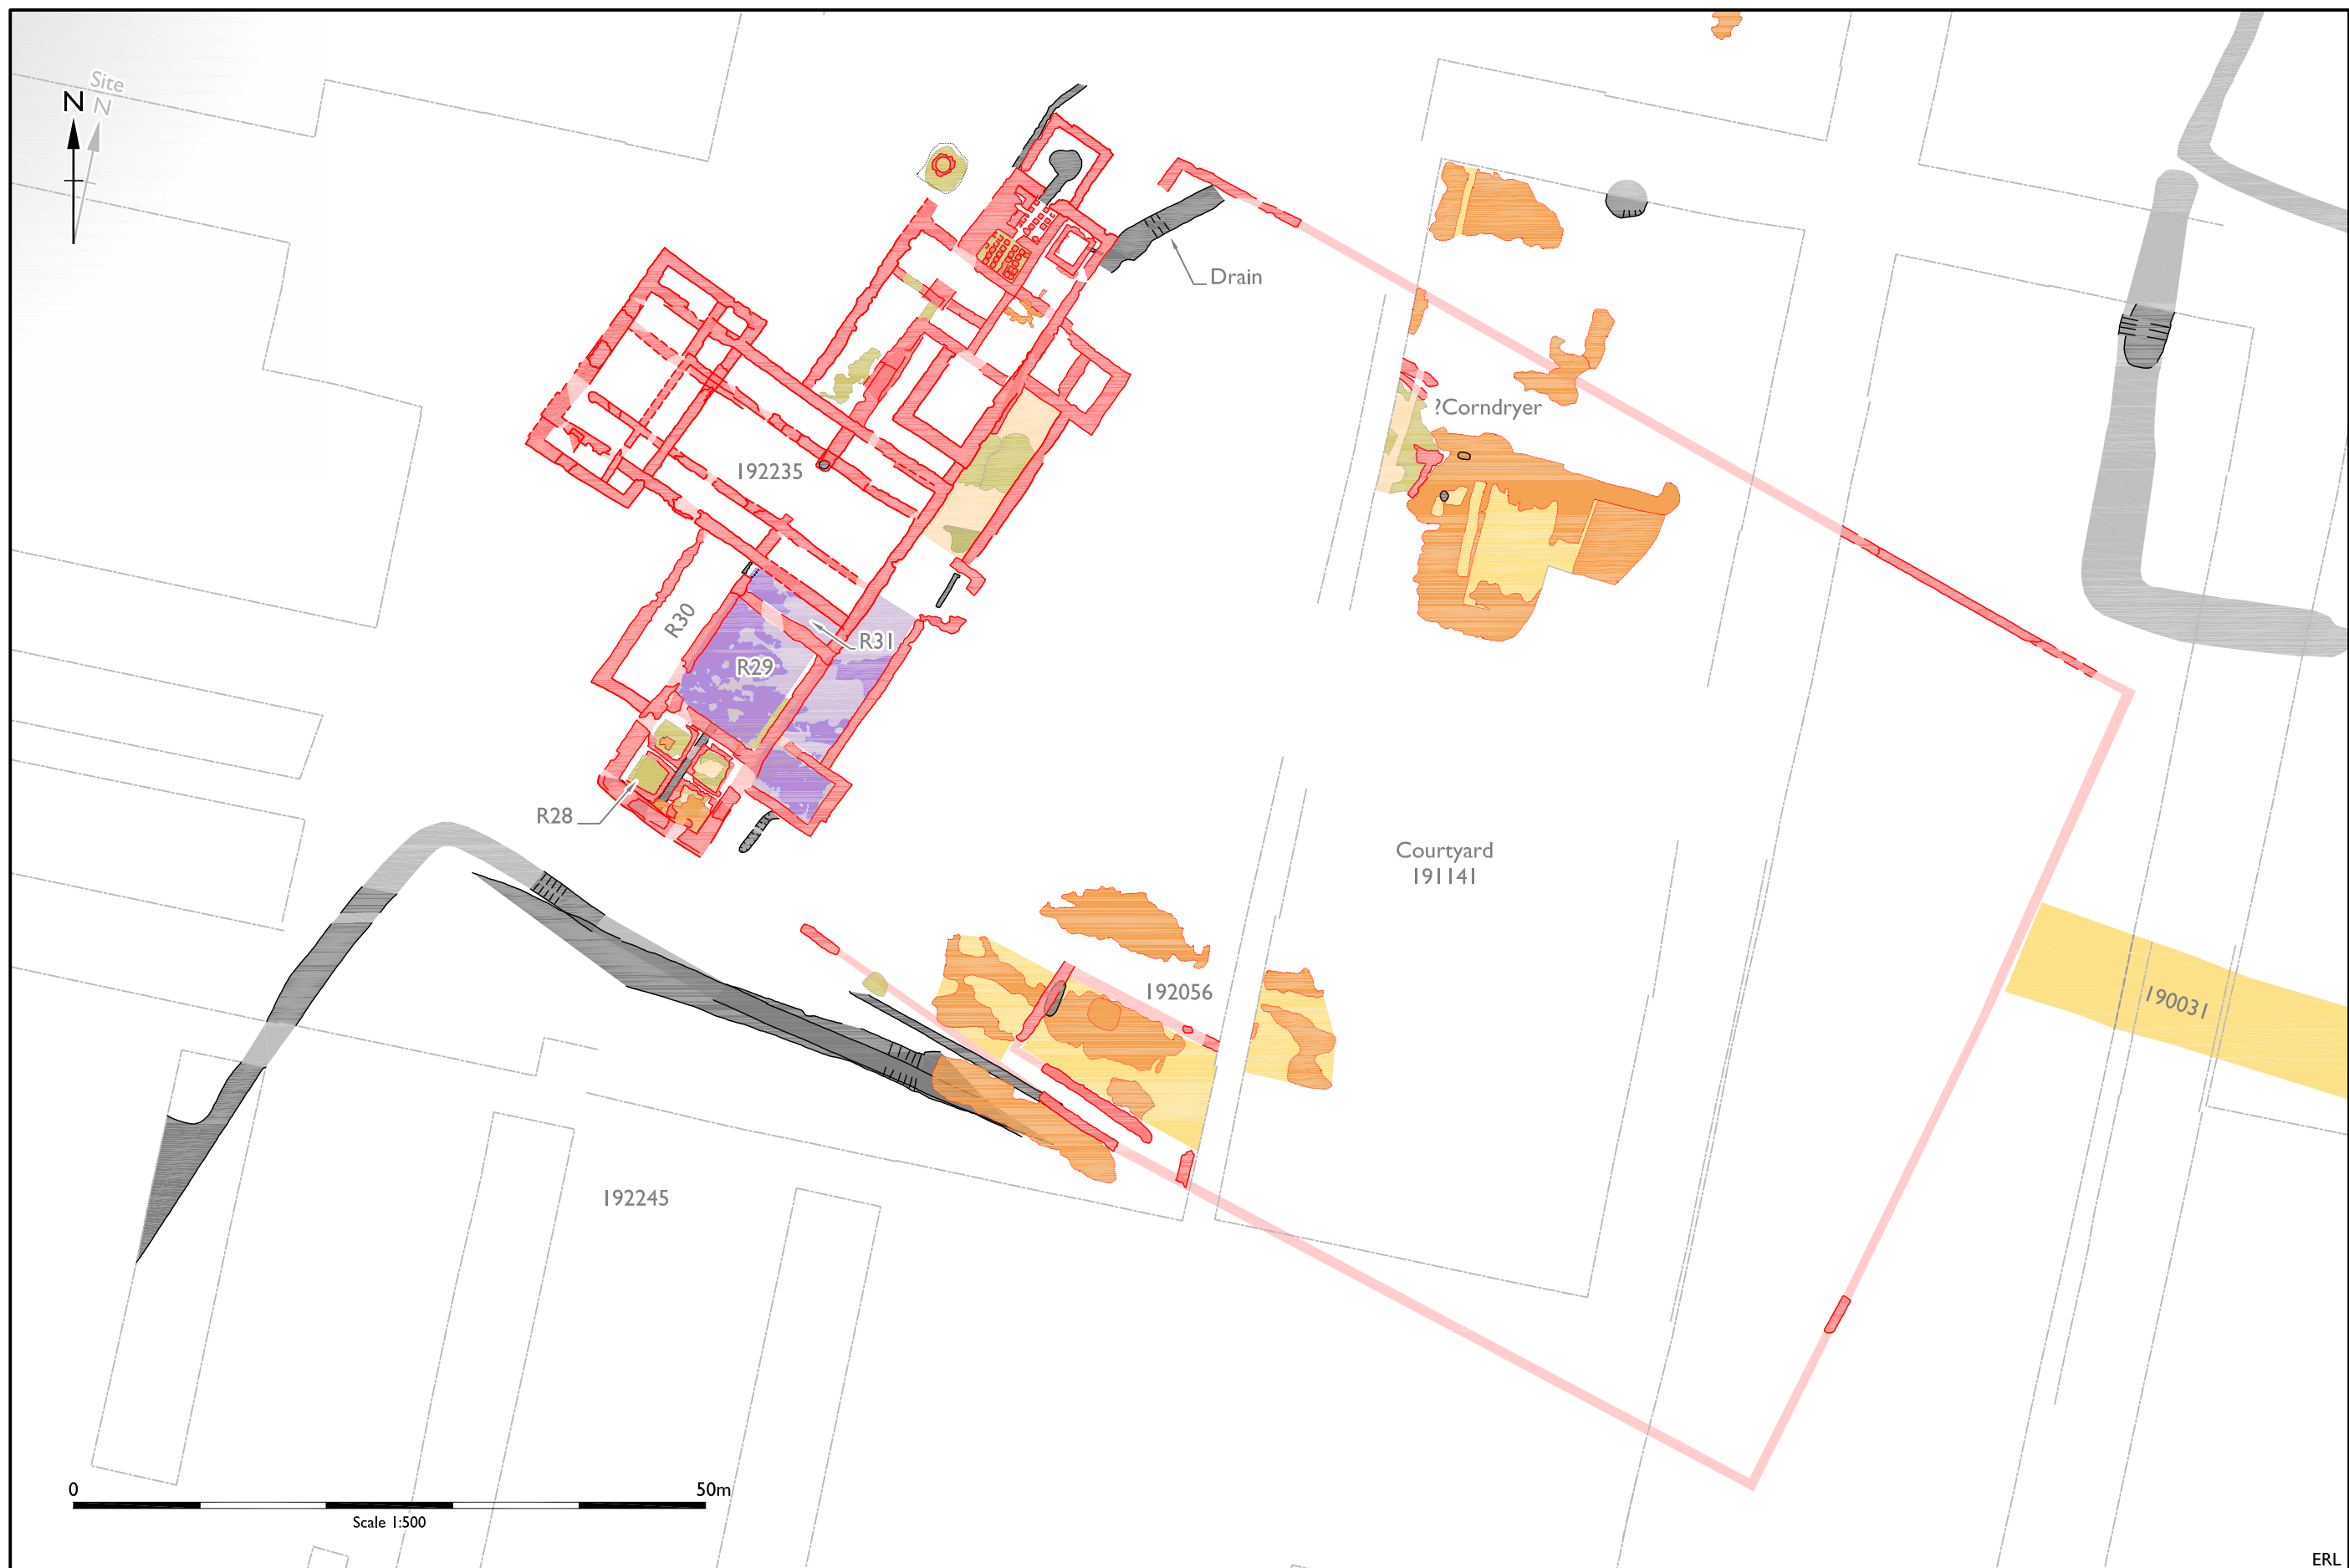 Site
N N
Drain
?Corndryer
192235
R30
R31
R29
R28
Courtyard
191141
192056
190031
192245
0 50m
Scale 1:500
ERL